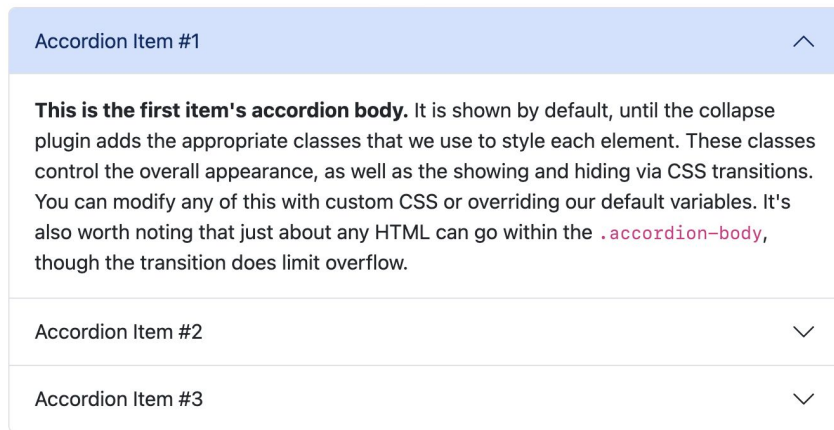 Accordion Item #1
This is the first item's accordion body. It is shown by default, until the collapse
plugin adds the appropriate classes that we use to style each element. These classes
control the overall appearance, as well as the showing and hiding via CSS transitions.
You can modify any of this with custom CSS or overriding our default variables. It's
also worth noting that just about any HTML can go within the .accordion-body,
though the transition does limit overflow.
Accordion Item #2
Accordion Item #3